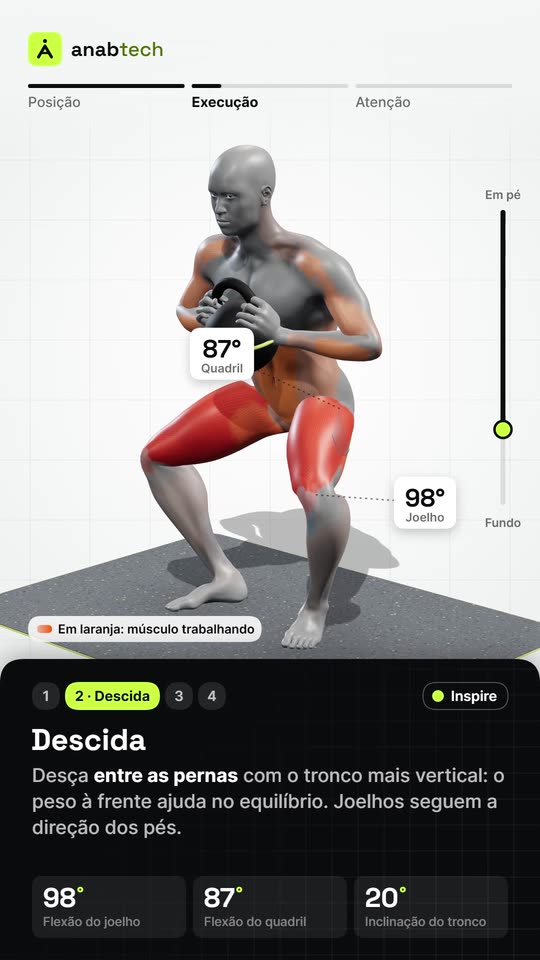 anabtech
Posição
Execução
Atenção
Em pé
87°
Quadril
98°
Joelho
Fundo
Em laranja: músculo trabalhando
1
2 · Descida
3
4
Inspire
Descida
Desça entre as pernas com o tronco mais vertical: o
peso à frente ajuda no equilíbrio. Joelhos seguem a
direção dos pés.
98°
Flexão do joelho
87°
Flexão do quadril
20°
Inclinação do tronco